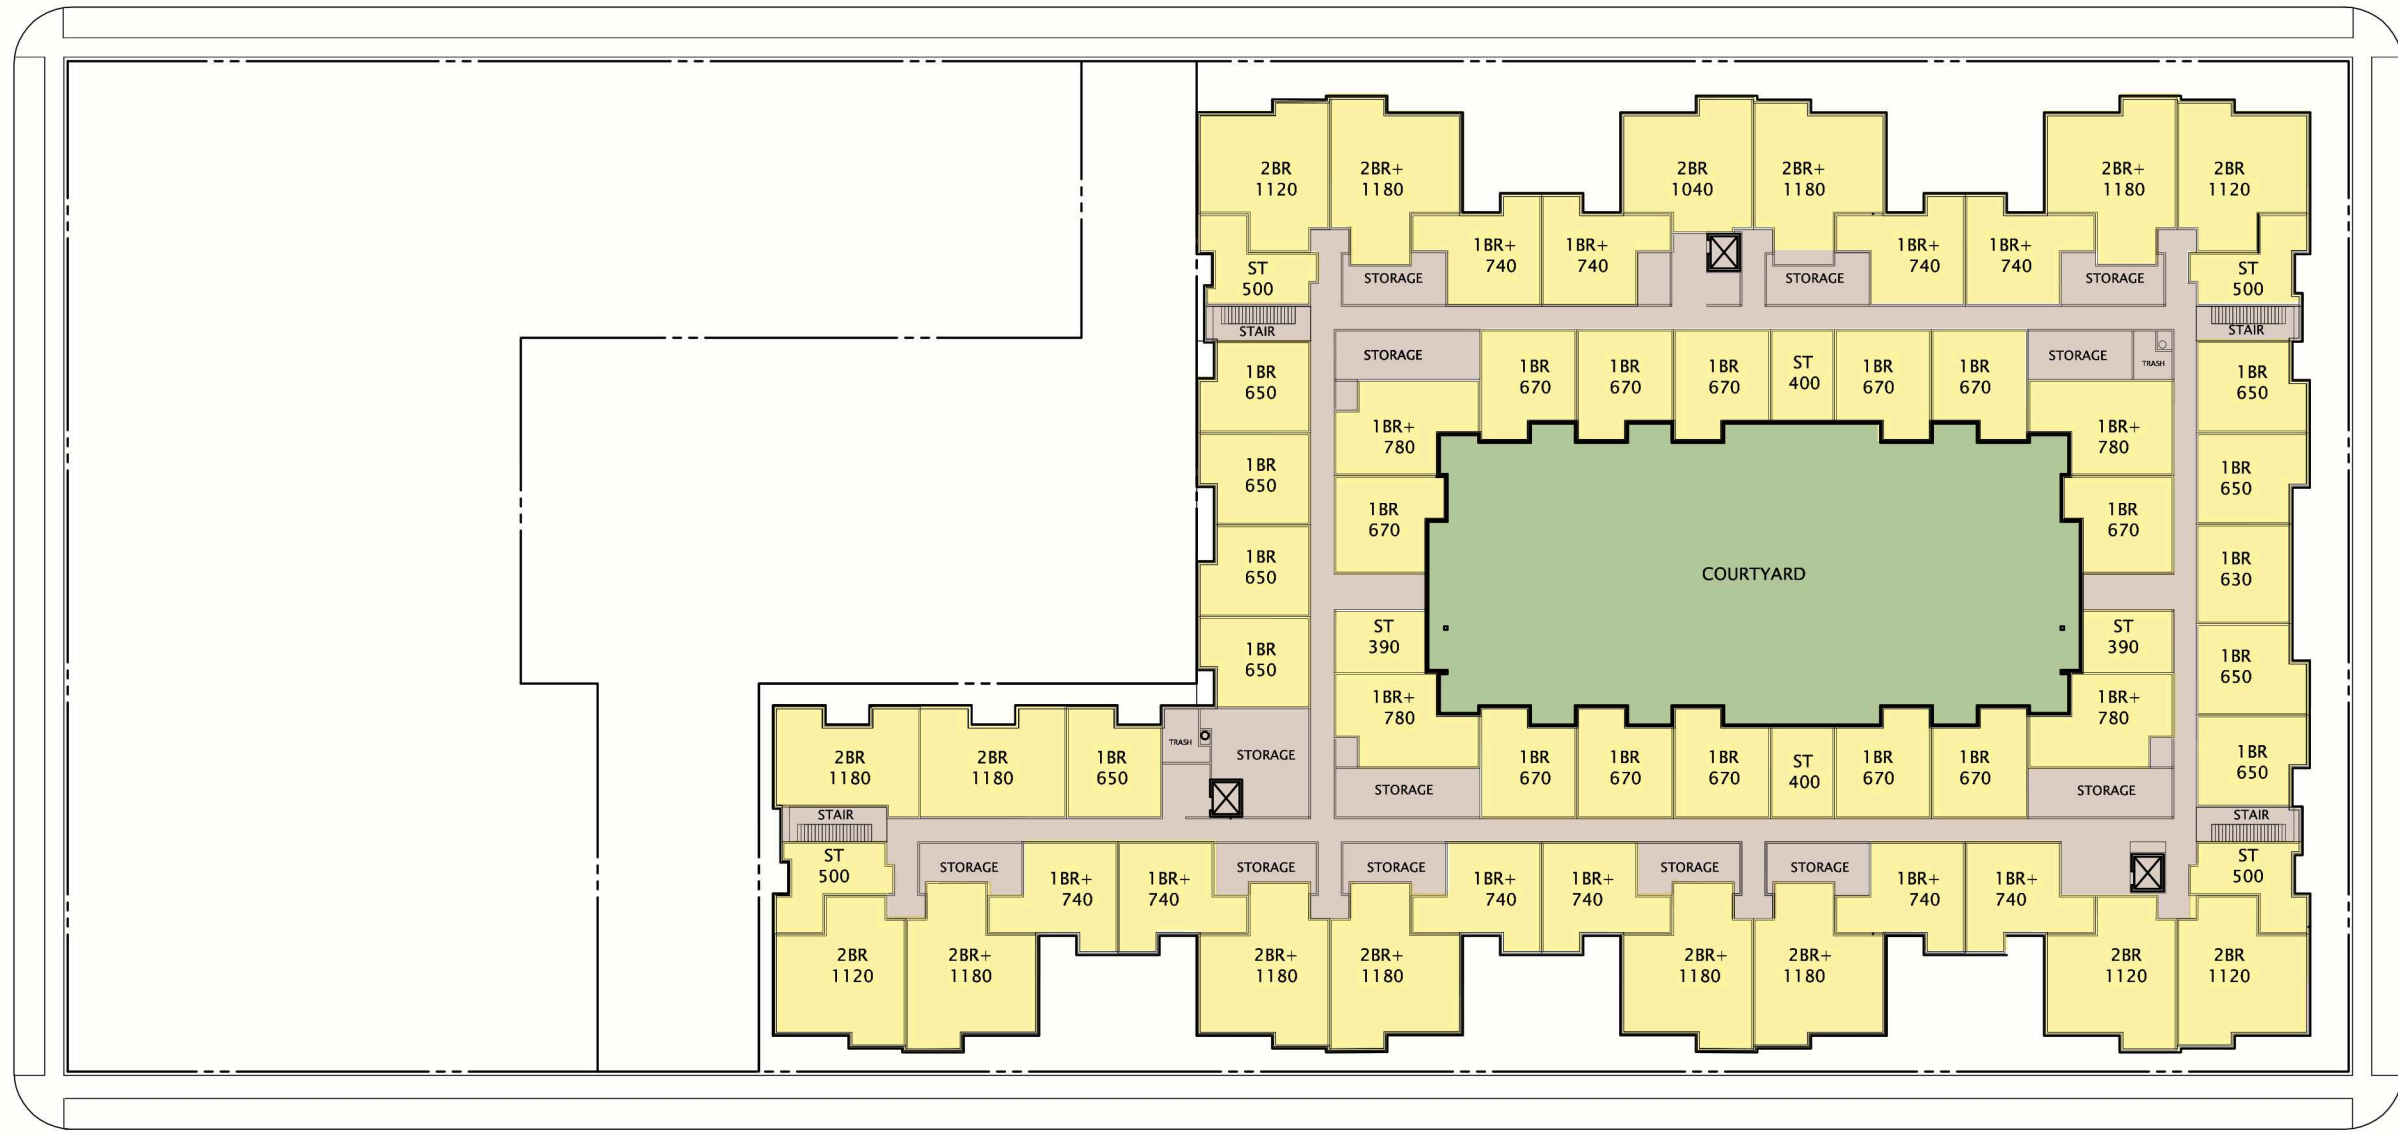 2BR
1120
2BR+
1180
2BR
1040
2BR+
1180
2BR+
1180
2BR
1120
1BR+
740
1BR+
740
1BR+
740
1BR+
740
ST
500
STORAGE
STORAGE
STORAGE
ST
500
STAIR
STAIR
STORAGE
1BR
670
1BR
670
1BR
670
ST
400
1BR
670
1BR
670
STORAGE
TRASH
1BR
650
1BR
650
1BR+
780
1BR+
780
1BR
650
1BR
650
1BR
670
1BR
670
1BR
650
COURTYARD
1BR
630
ST
390
ST
390
1BR
650
1BR
650
1BR+
780
1BR+
780
2BR
1180
2BR
1180
1BR
650
TRASH
STORAGE
1BR
670
1BR
670
1BR
670
ST
400
1BR
670
1BR
670
1BR
650
STORAGE
STORAGE
STAIR
STAIR
ST
500
STORAGE
1BR+
740
1BR+
740
STORAGE
STORAGE
1BR+
740
1BR+
740
STORAGE
STORAGE
1BR+
740
1BR+
740
ST
500
2BR
1120
2BR+
1180
2BR+
1180
2BR+
1180
2BR+
1180
2BR+
1180
2BR
1120
2BR
1120